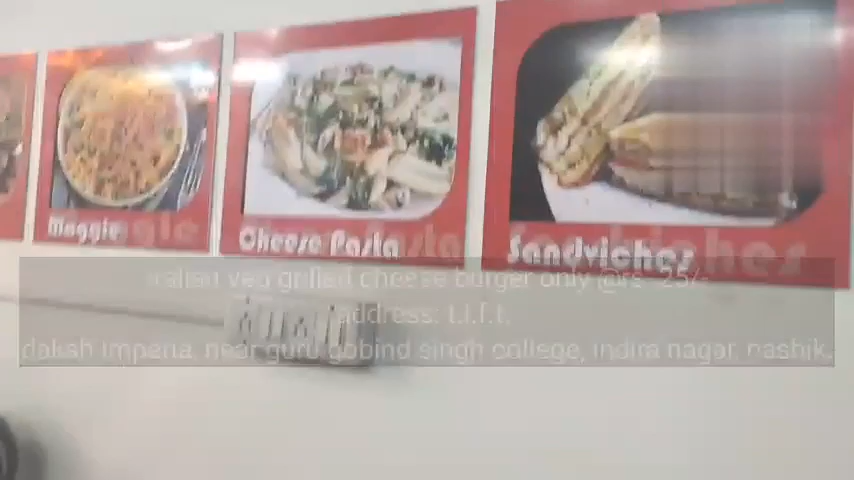 Maggie
Cheese Pasta
Sandviches
italian veg grilled cheese burger only @rs. 25/-
address: t.i.f.t.
daksh imperia, near guru gobind singh college, indira nagar, nashik.